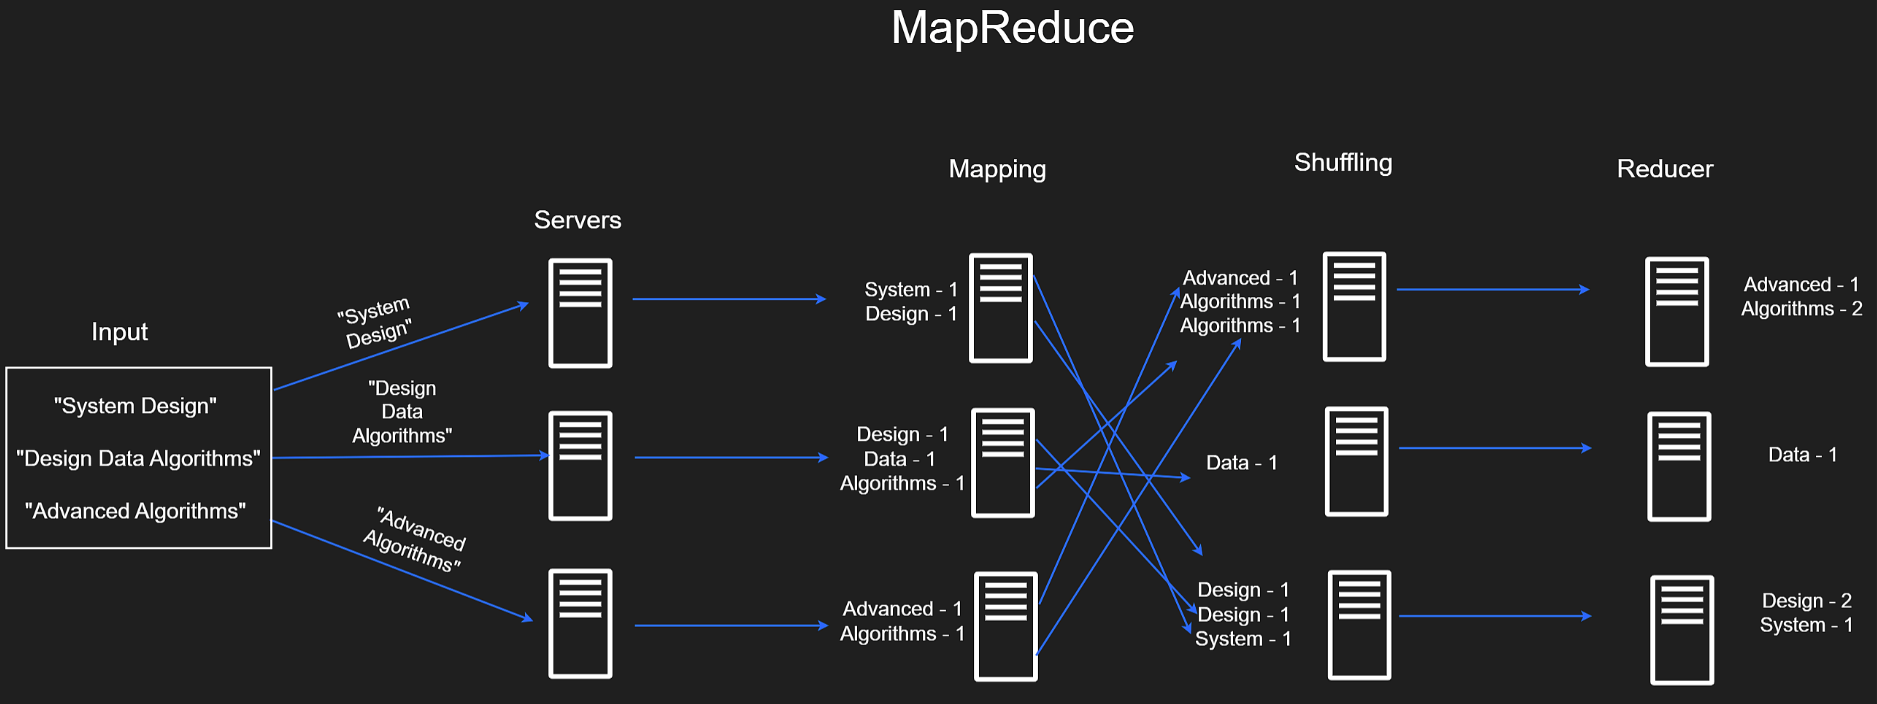 MapReduce
Input
"System Design"
"Design Data Algorithms"
"Advanced Algorithms"
"System
Design"
"Design
Data
Algorithms"
"Advanced
Algorithms"
Servers
Mapping
System - 1
Design - 1
Design - 1
Data - 1
Algorithms - 1
Advanced - 1
Algorithms - 1
Shuffling
Advanced - 1
Algorithms - 1
Algorithms - 1
Data - 1
Design - 1
Design - 1
System - 1
Reducer
Advanced - 1
Algorithms - 2
Data - 1
Design - 2
System - 1